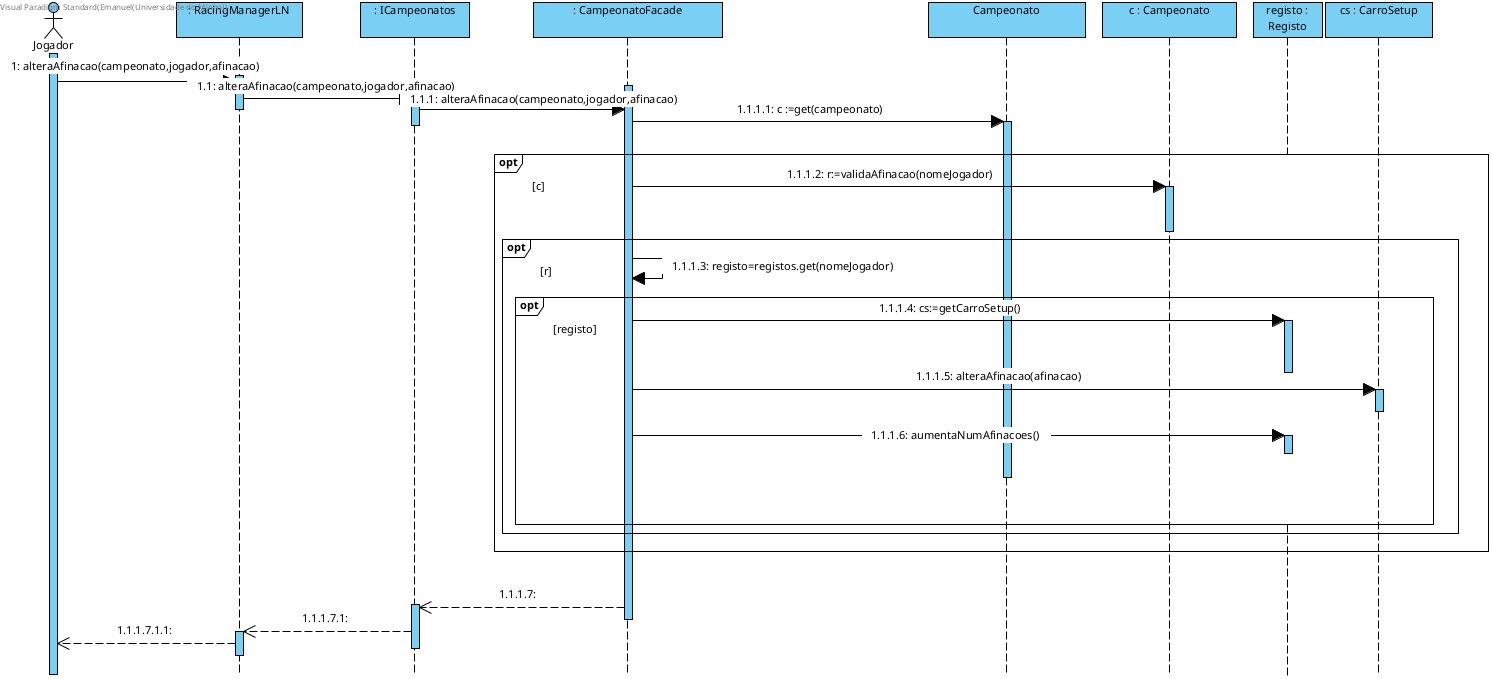 Visual Paradigm Standard(Emanuel(Universidade do Minho))
: RacingManagerLN
: ICampeonatos
: CampeonatoFacade
Campeonato
c : Campeonato
registo :
Registo
cs : CarroSetup
Jogador
1: alteraAfinacao(campeonato,jogador,afinacao)
1.1: alteraAfinacao(campeonato,jogador,afinacao)
1.1.1: alteraAfinacao(campeonato,jogador,afinacao)
1.1.1.1: c :=get(campeonato)
opt
[c]
1.1.1.2: r:=validaAfinacao(nomeJogador)
opt
[r]
1.1.1.3: registo=registos.get(nomeJogador)
opt
[registo]
1.1.1.4: cs:=getCarroSetup()
1.1.1.5: alteraAfinacao(afinacao)
1.1.1.6: aumentaNumAfinacoes()
1.1.1.7:
1.1.1.7.1:
1.1.1.7.1.1: